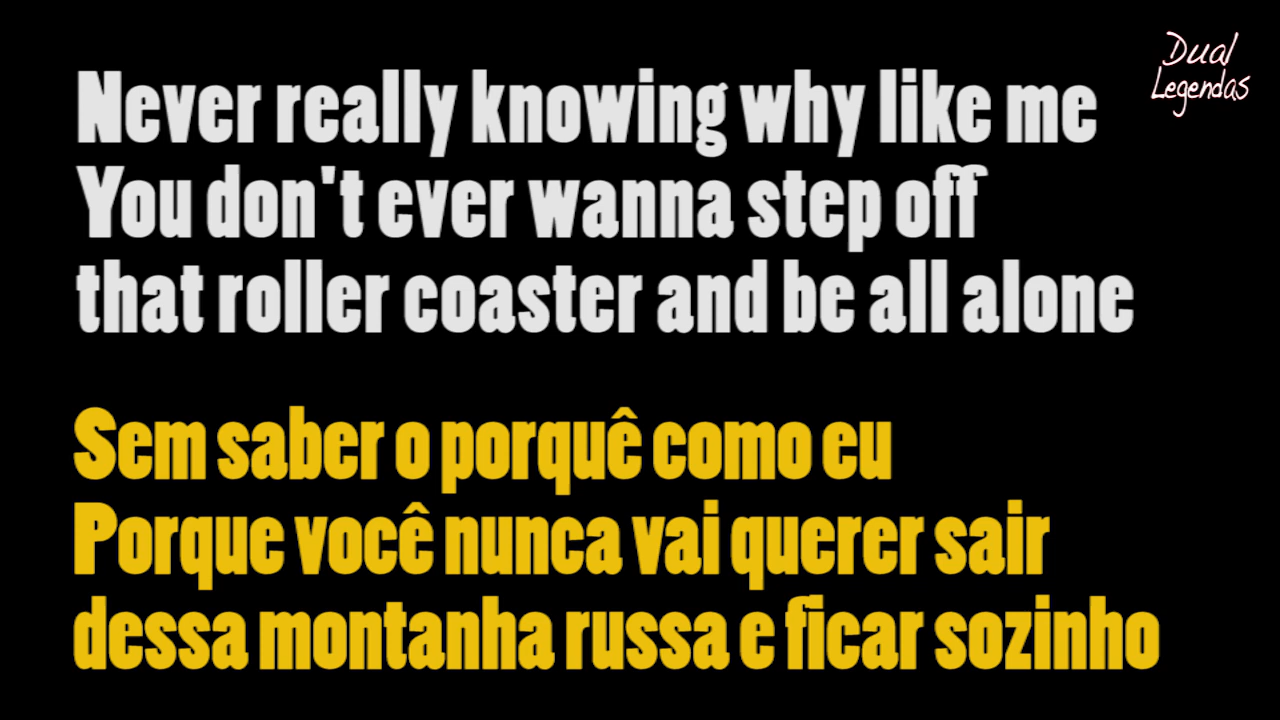 Dual
Legendas
Never really knowing why like me
You don't ever wanna step off
that roller coaster and be all alone
Sem saber o porquê como eu
Porque você nunca vai querer sair
dessa montanha russa e ficar sozinho